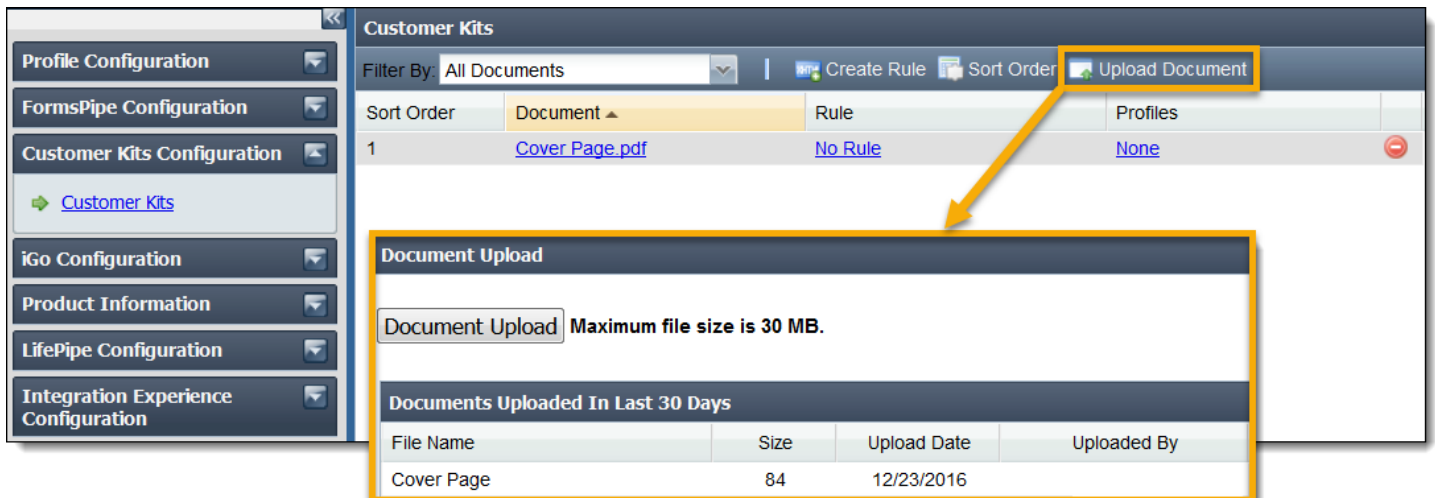 Profile Configuration
FormsPipe Configuration
Customer Kits Configuration
Customer Kits
iGo Configuration
Product Information
LifePipe Configuration
Integration Experience
Configuration
Customer Kits
Filter By: All Documents | Create Rule Sort Order Upload Document
Sort Order Document Rule Profiles
1 Cover Page.pdf No Rule None
Document Upload
Document Upload Maximum file size is 30 MB.
Documents Uploaded In Last 30 Days
File Name Size Upload Date Uploaded By
Cover Page 84 12/23/2016